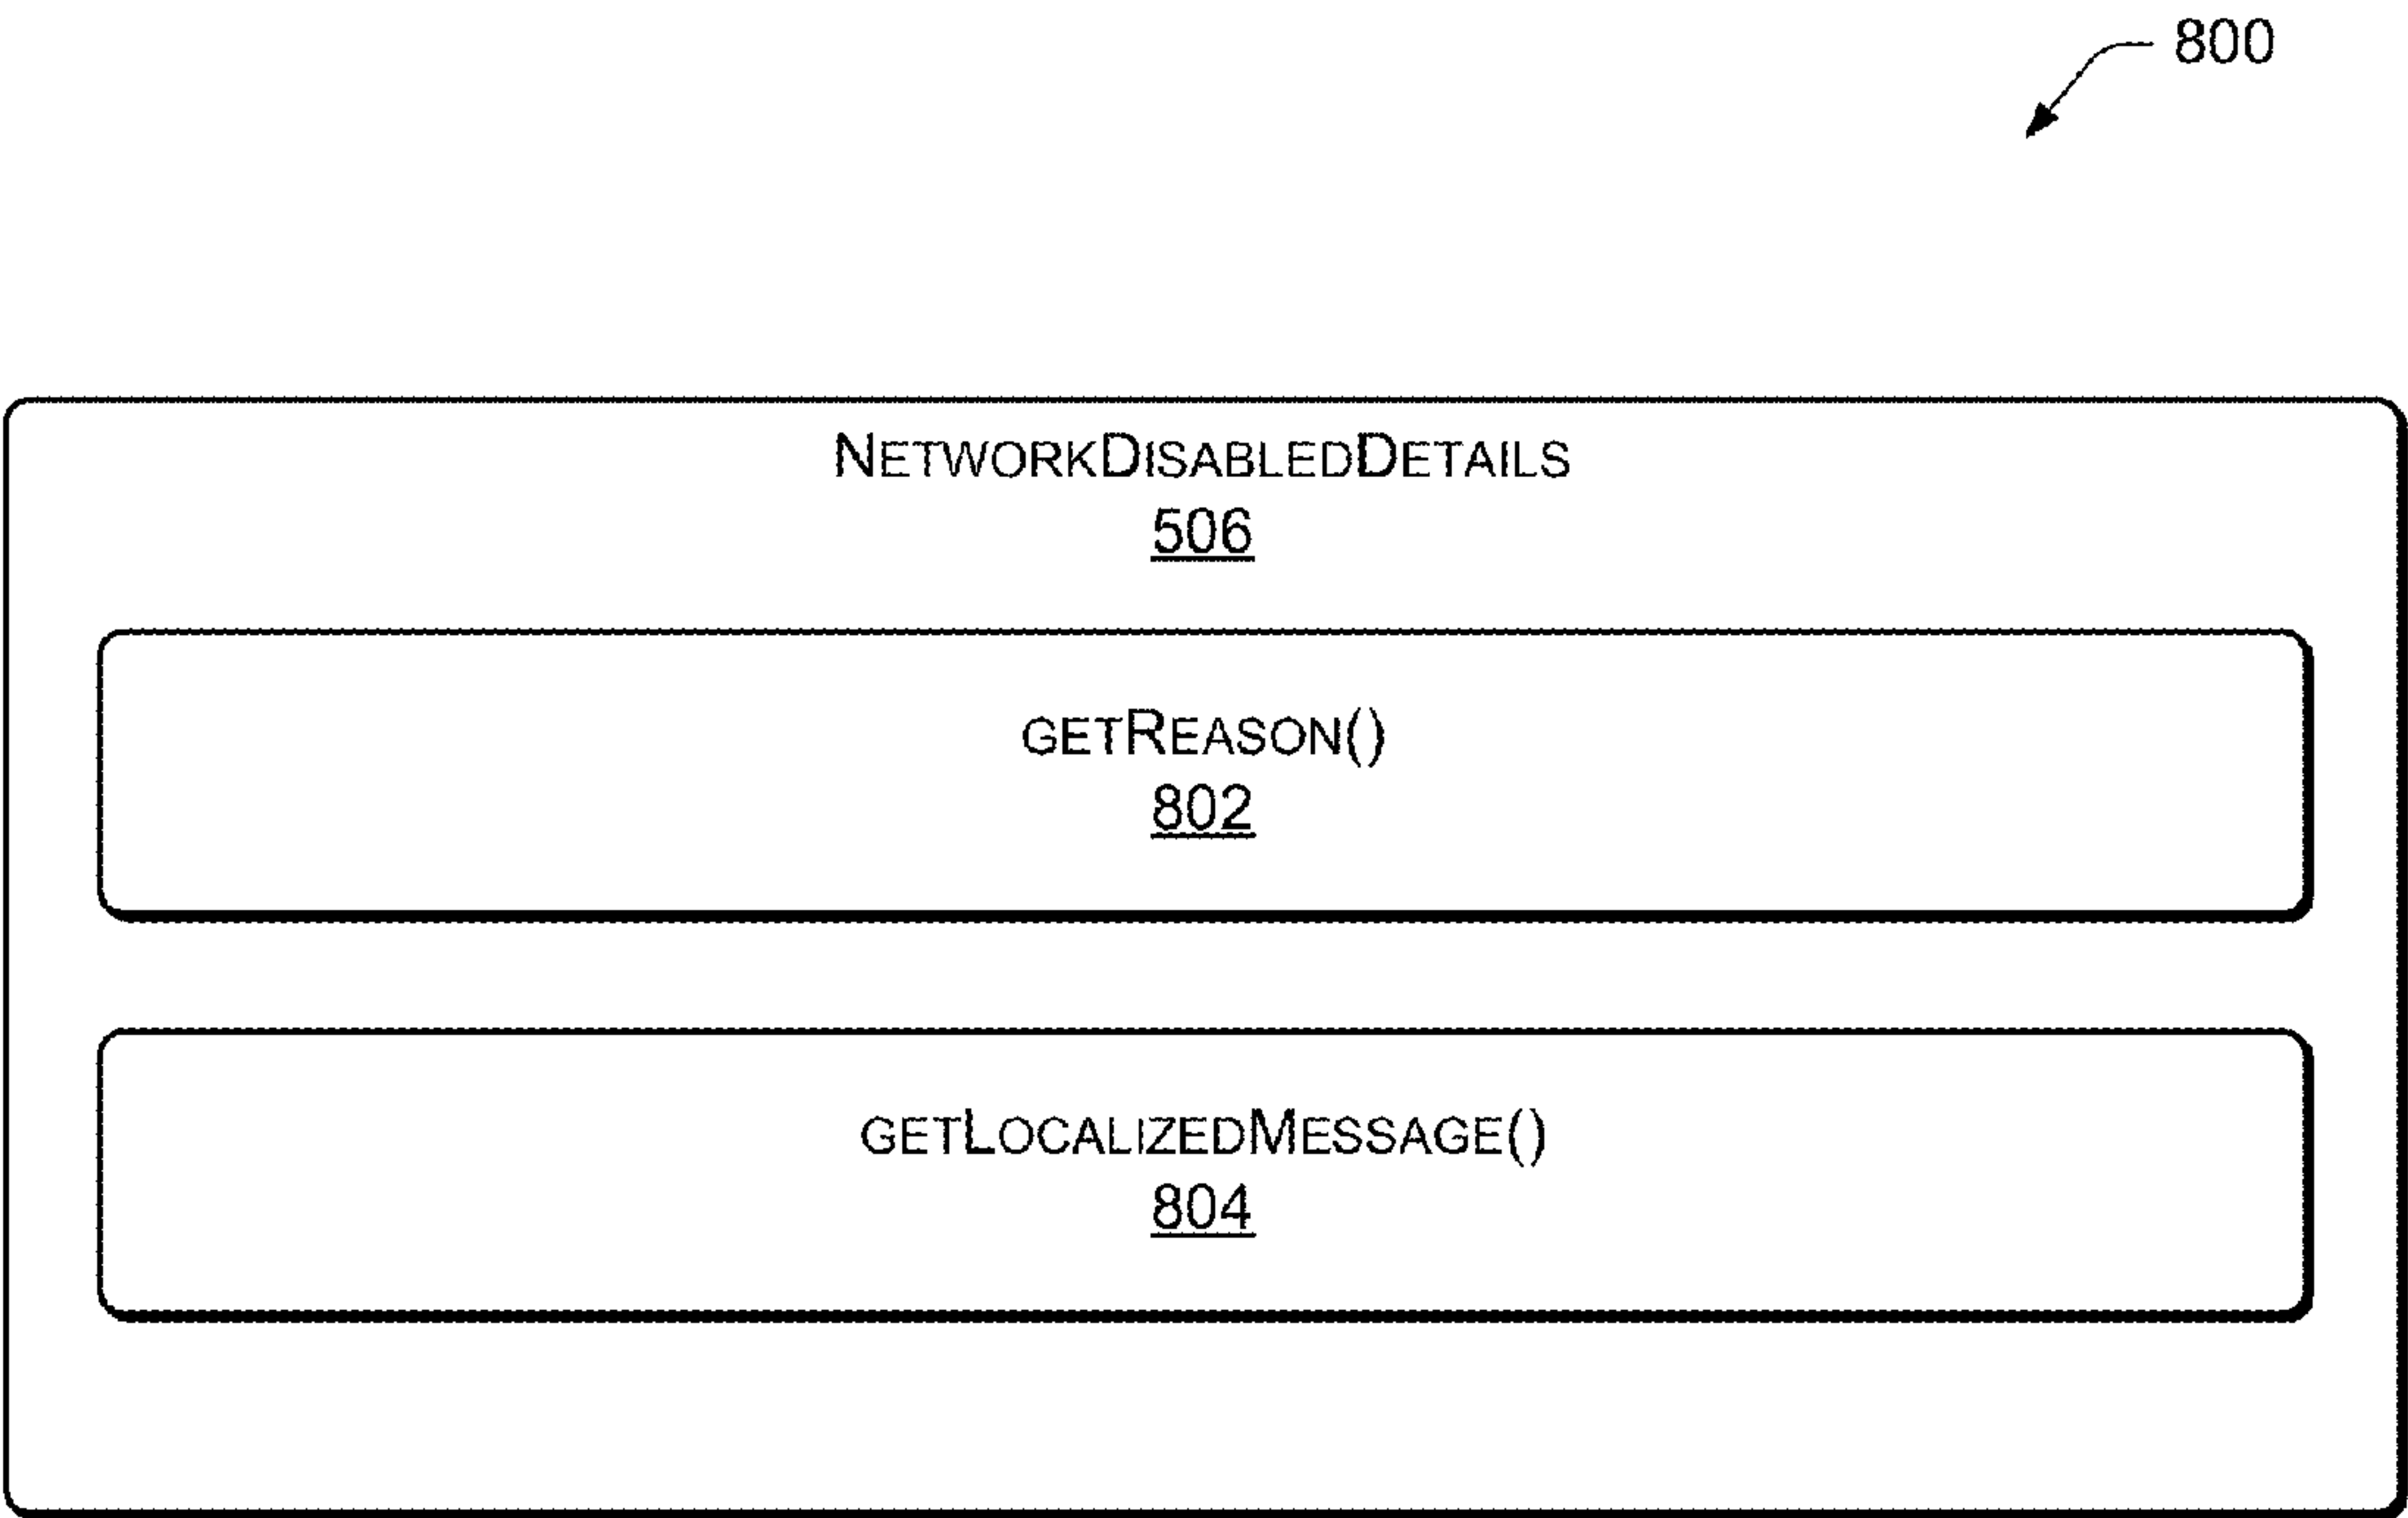 800
NETWORKDISABLEDDETAILS
506
GETREASON()
802
GETLOCALIZEDMESSAGE()
804